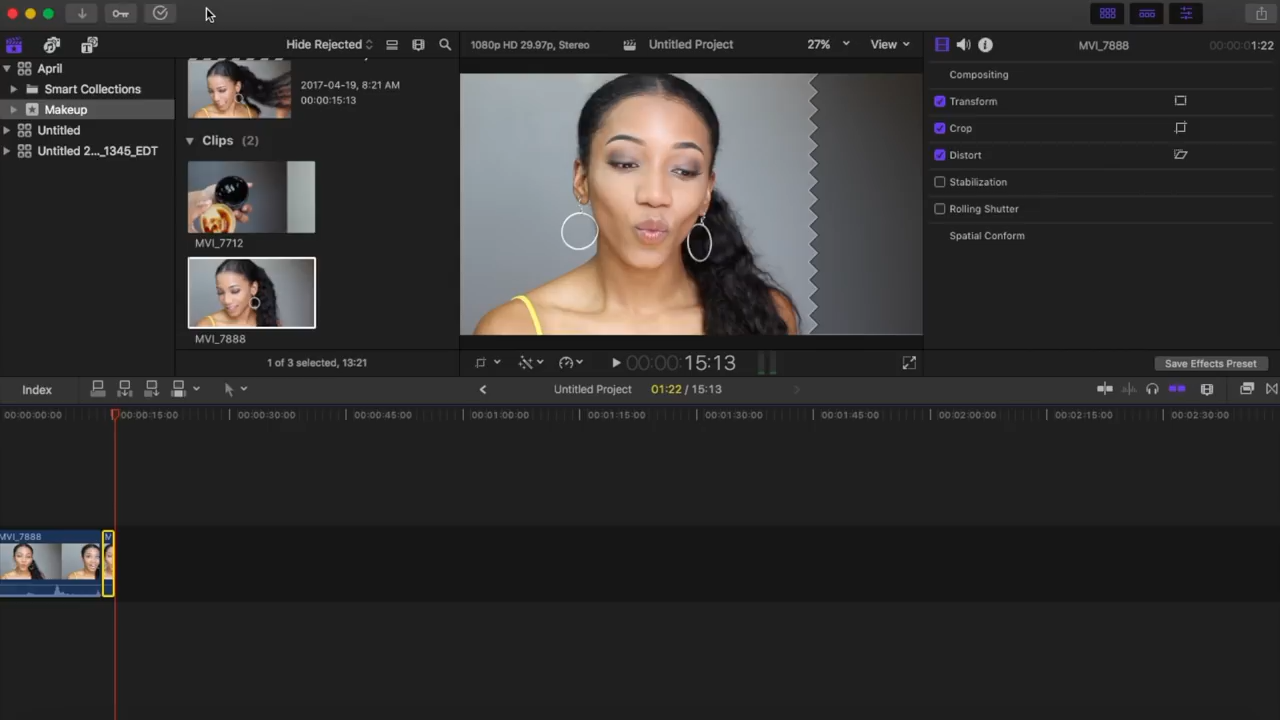 Hide Rejected
1080p HD 29.97p, Stereo
Untitled Project
27%
View
MVI_7888
00:00:01:22
April
Smart Collections
Makeup
Untitled
Untitled 2..._1345_EDT
2017-04-19, 8:21 AM
00:00:15:13
Clips (2)
MVI_7712
MVI_7888
1 of 3 selected, 13:21
00:00:15:13
Compositing
Transform
Crop
Distort
Stabilization
Rolling Shutter
Spatial Conform
Save Effects Preset
Index
Untitled Project
01:22 / 15:13
00:00:00:00
00:00:15:00
00:00:30:00
00:00:45:00
00:01:00:00
00:01:15:00
00:01:30:00
00:01:45:00
00:02:00:00
00:02:15:00
00:02:30:00
MVI_7888
M